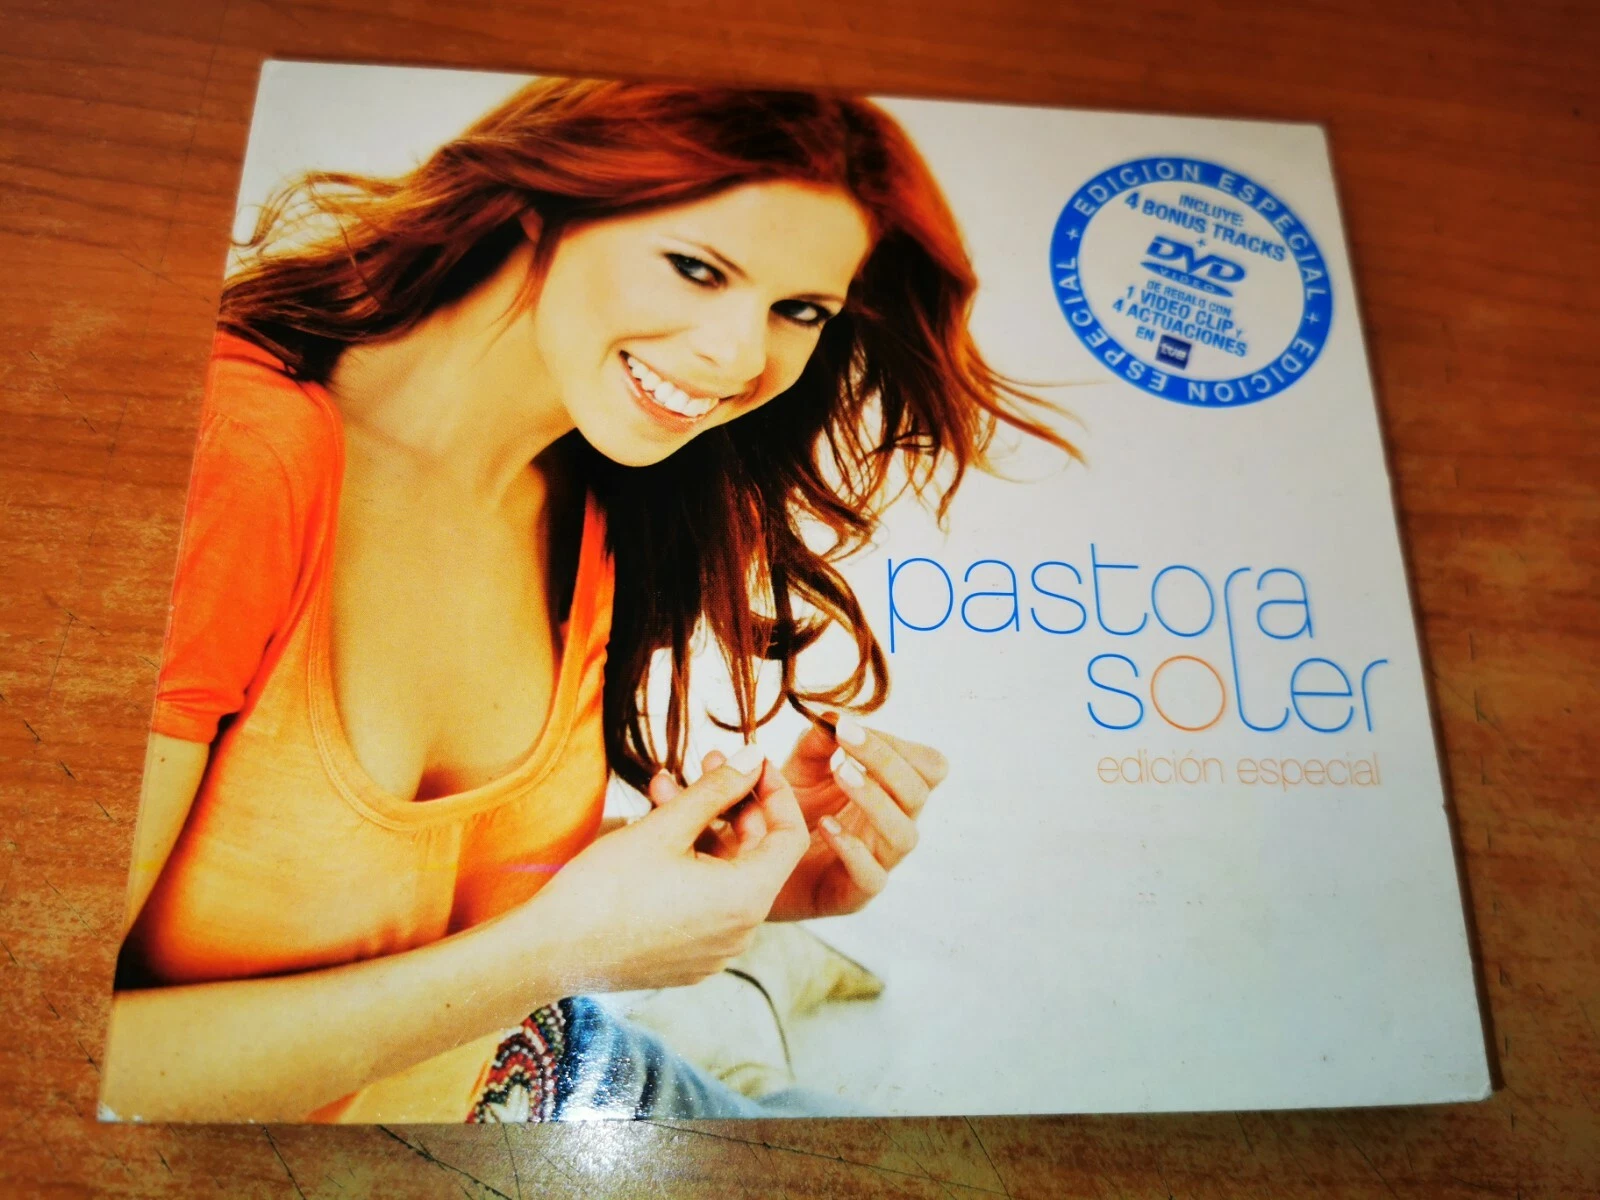 + EDICION ESPECIAL + EDICION ESPECIAL
INCLUYE:
4 BONUS TRACKS
+
DVD
VIDEO
DE REGALO CON
1 VIDEO CLIP Y
4 ACTUACIONES
EN tve
pastora
soler
edición especial